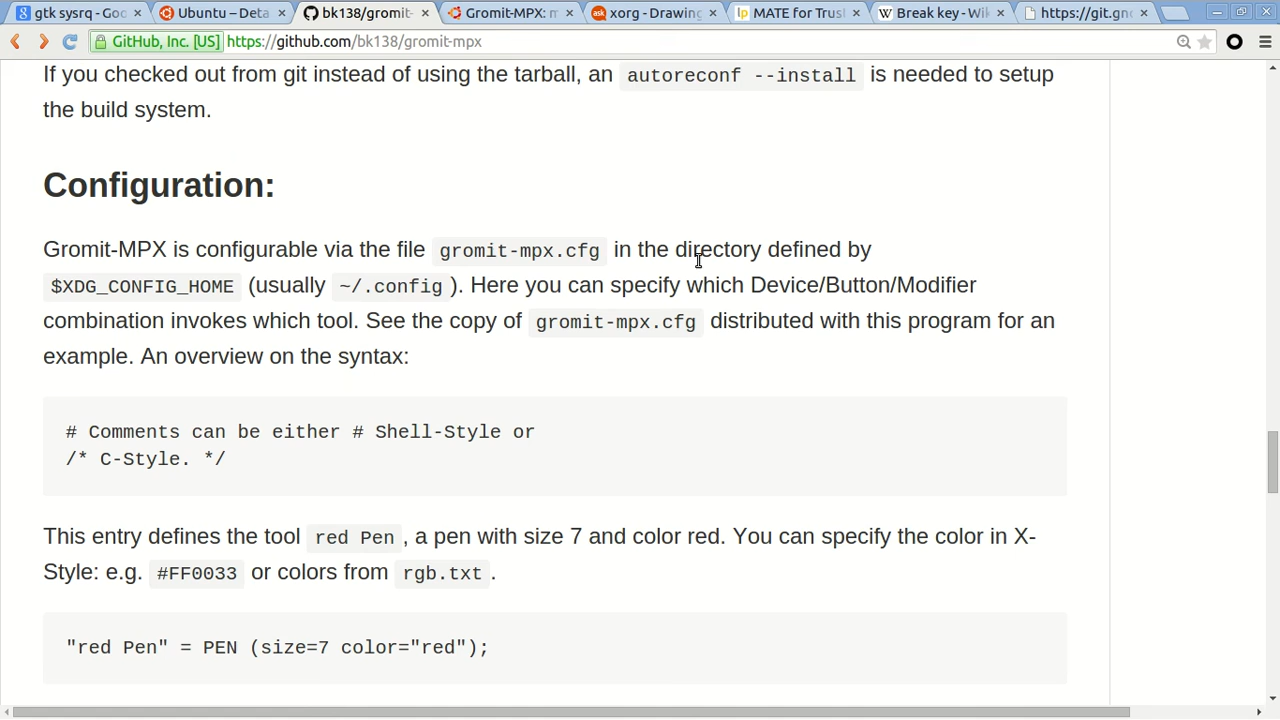 gtk sysrq - Goo
Ubuntu – Deta
bk138/gromit-
Gromit-MPX: m
xorg - Drawing
MATE for Trus
Break key - Wi
https://git.gn
GitHub, Inc. [US] https://github.com/bk138/gromit-mpx
If you checked out from git instead of using the tarball, an autoreconf --install is needed to setup
the build system.
Configuration:
Gromit-MPX is configurable via the file gromit-mpx.cfg in the directory defined by
$XDG_CONFIG_HOME (usually ~/.config ). Here you can specify which Device/Button/Modifier
combination invokes which tool. See the copy of gromit-mpx.cfg distributed with this program for an
example. An overview on the syntax:
# Comments can be either # Shell-Style or
/* C-Style. */
This entry defines the tool red Pen , a pen with size 7 and color red. You can specify the color in X-
Style: e.g. #FF0033 or colors from rgb.txt .
"red Pen" = PEN (size=7 color="red");